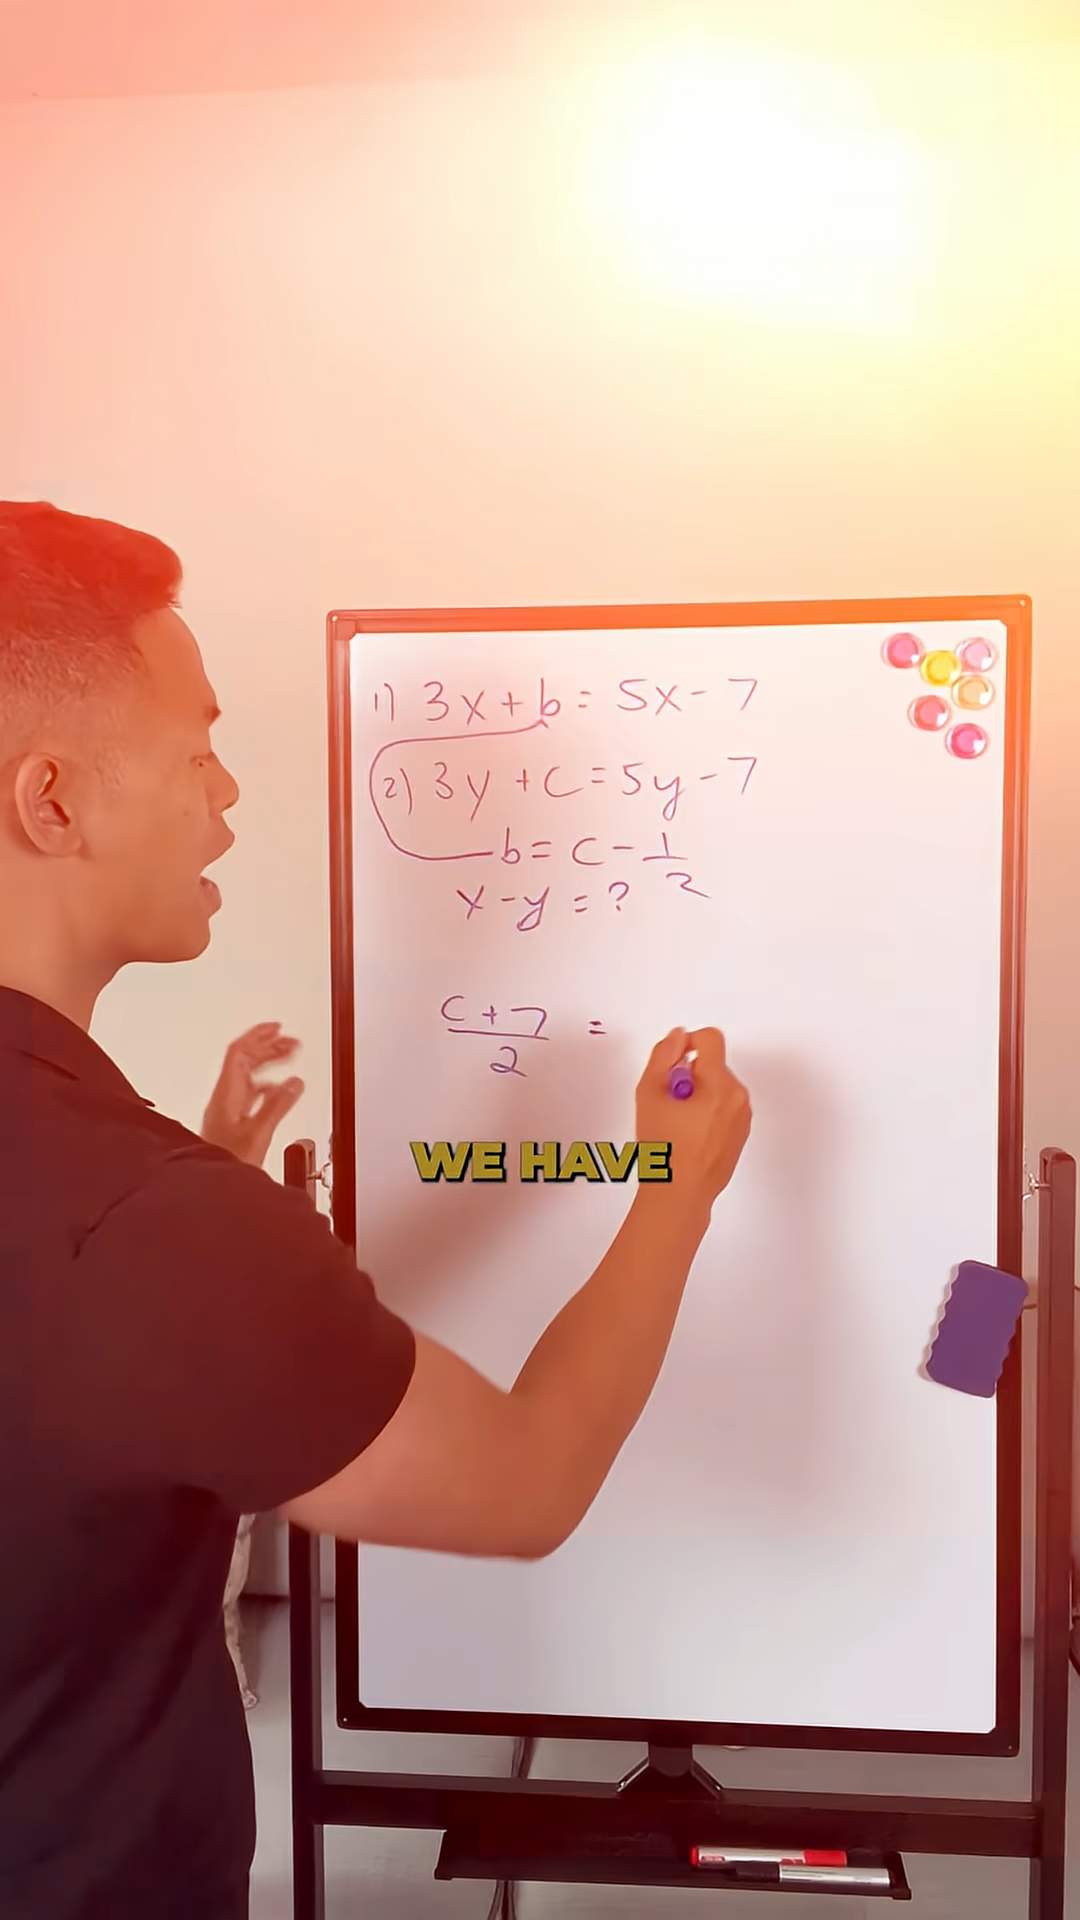 1) 3x + b = 5x - 7
2) 3y + c = 5y - 7
b = c - 1/2
x - y = ?
c + 7 =
2
WE HAVE